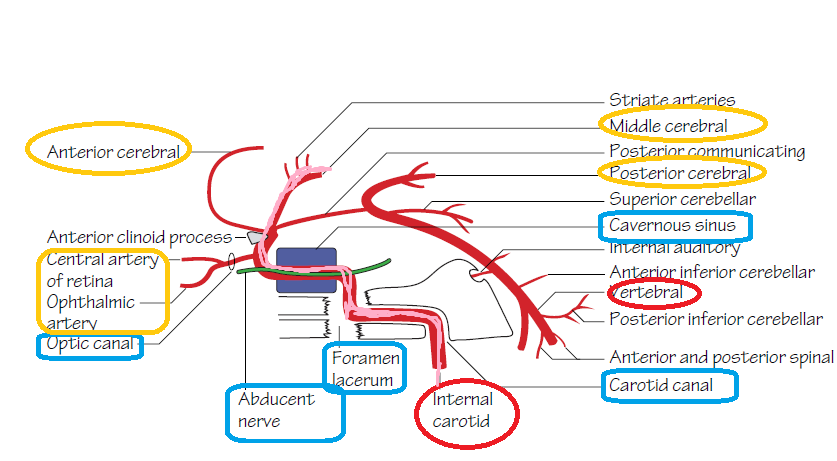 Striate arteries
Middle cerebral
Anterior cerebral
Posterior communicating
Posterior cerebral
Superior cerebellar
Cavernous sinus
Anterior clinoid process
Internal auditory
Central artery
of retina
Ophthalmic
artery
Anterior inferior cerebellar
Vertebral
Posterior inferior cerebellar
Optic canal
Foramen
lacerum
Anterior and posterior spinal
Carotid canal
Abducent
nerve
Internal
carotid